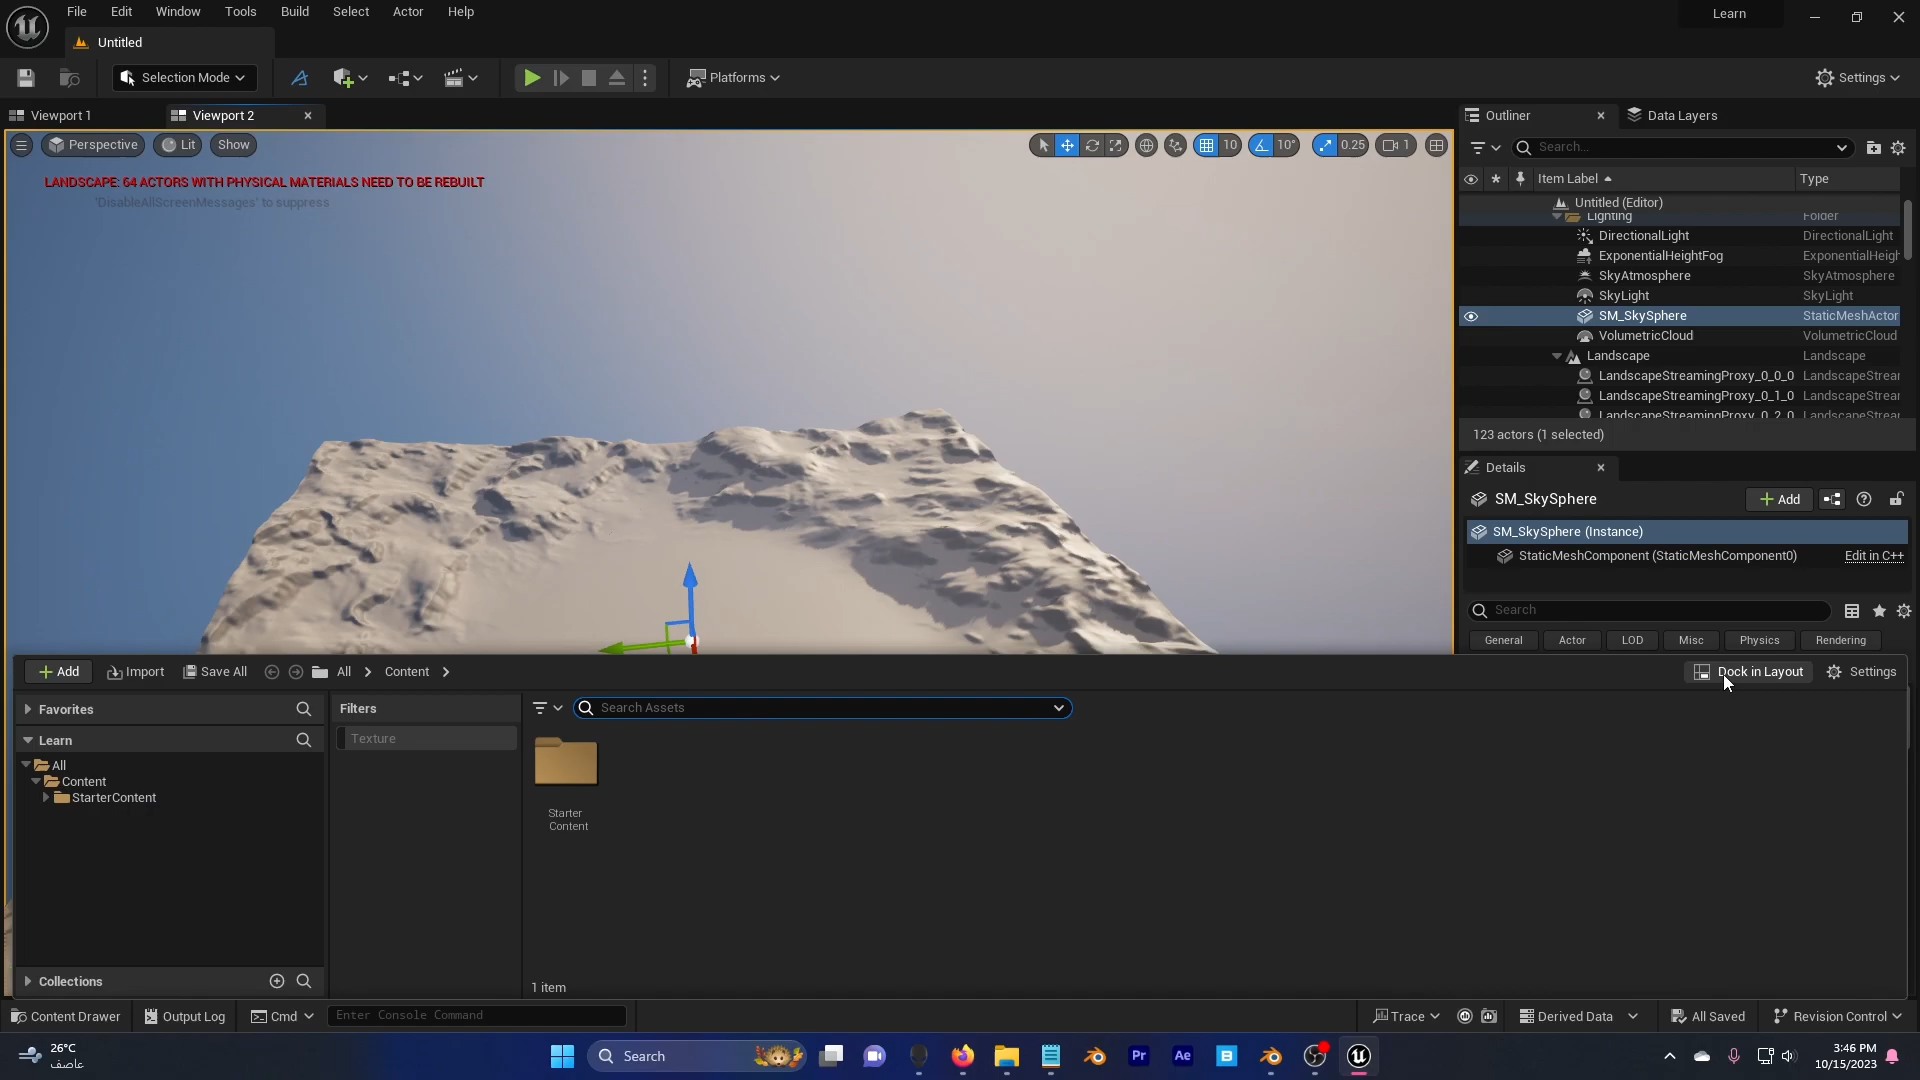 File Edit Window Tools Build Select Actor Help
Learn
Untitled
Selection Mode
Platforms
Settings
Viewport 1
Viewport 2
Outliner
Data Layers
Perspective
Lit
Show
10
10°
0.25
1
Search...
LANDSCAPE: 64 ACTORS WITH PHYSICAL MATERIALS NEED TO BE REBUILT
'DisableAllScreenMessages' to suppress
Item Label
Type
Untitled (Editor)
Lighting Folder
DirectionalLight DirectionalLight
ExponentialHeightFog ExponentialHeigh
SkyAtmosphere SkyAtmosphere
SkyLight SkyLight
SM_SkySphere StaticMeshActor
VolumetricCloud VolumetricCloud
Landscape Landscape
LandscapeStreamingProxy_0_0_0 LandscapeStrear
LandscapeStreamingProxy_0_1_0 LandscapeStrear
LandscapeStreamingProxy_0_2_0 LandscapeStrear
123 actors (1 selected)
Details
SM_SkySphere
Add
SM_SkySphere (Instance)
StaticMeshComponent (StaticMeshComponent0)
Edit in C++
Search
General Actor LOD Misc Physics Rendering
Add
Import
Save All
All
Content
Dock in Layout
Settings
Favorites
Filters
Search Assets
Learn
Texture
All
Content
StarterContent
Starter
Content
Collections
1 item
Content Drawer
Output Log
Cmd
Enter Console Command
Trace
Derived Data
All Saved
Revision Control
26°C
عاصف
Search
Pr
Ae
3:46 PM
10/15/2023